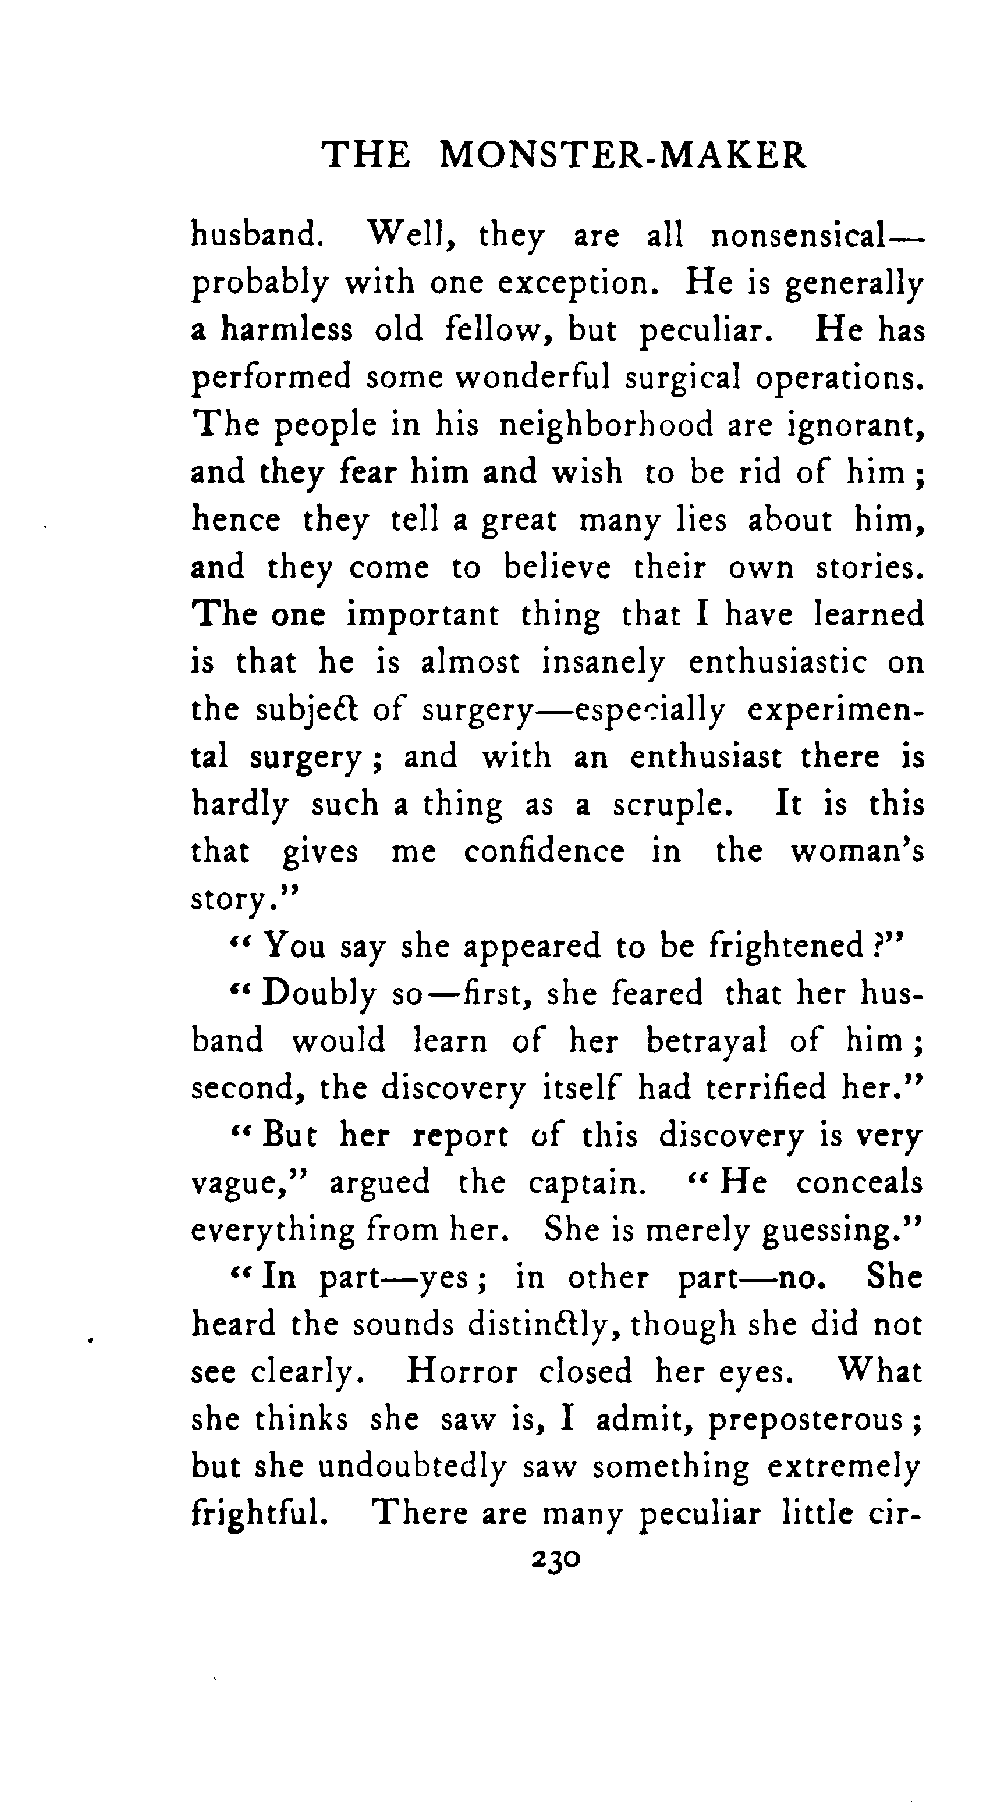 THE MONSTER-MAKER
husband. Well, they are all nonsensical—
probably with one exception. He is generally
a harmless old fellow, but peculiar. He has
performed some wonderful surgical operations.
The people in his neighborhood are ignorant,
and they fear him and wish to be rid of him ;
hence they tell a great many lies about him,
and they come to believe their own stories.
The one important thing that I have learned
is that he is almost insanely enthusiastic on
the subject of surgery—especially experimen-
tal surgery ; and with an enthusiast there is
hardly such a thing as a scruple. It is this
that gives me confidence in the woman's
story."
" You say she appeared to be frightened ?"
" Doubly so—first, she feared that her hus-
band would learn of her betrayal of him ;
second, the discovery itself had terrified her."
" But her report of this discovery is very
vague," argued the captain. " He conceals
everything from her. She is merely guessing."
" In part—yes ; in other part—no. She
heard the sounds distinctly, though she did not
see clearly. Horror closed her eyes. What
she thinks she saw is, I admit, preposterous ;
but she undoubtedly saw something extremely
frightful. There are many peculiar little cir-
230